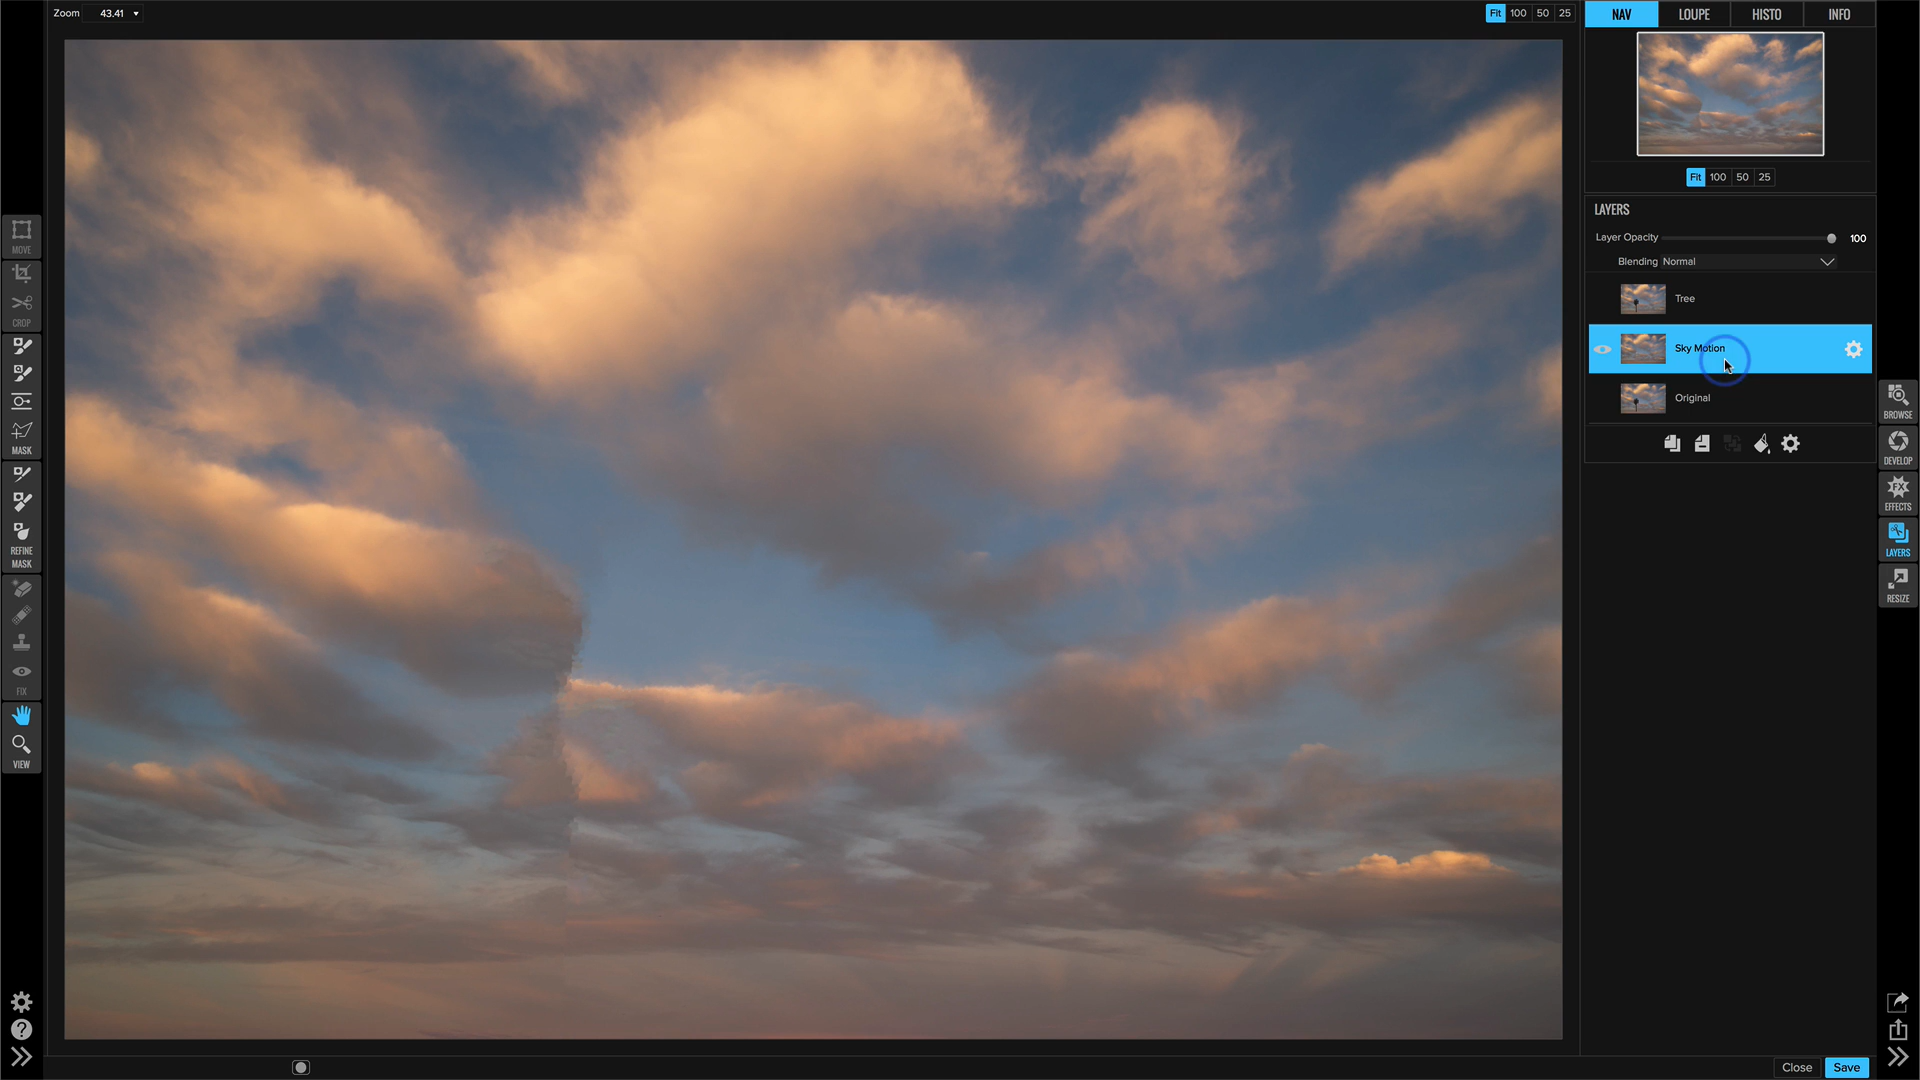 Zoom 43.41
Fit 100 50 25
NAV LOUPE HISTO INFO
Fit 100 50 25
LAYERS
Layer Opacity 100
Blending Normal
Tree
Sky Motion
Original
MOVE
CROP
MASK
REFINE
MASK
FIX
VIEW
BROWSE
DEVELOP
FX
EFFECTS
LAYERS
RESIZE
Close Save